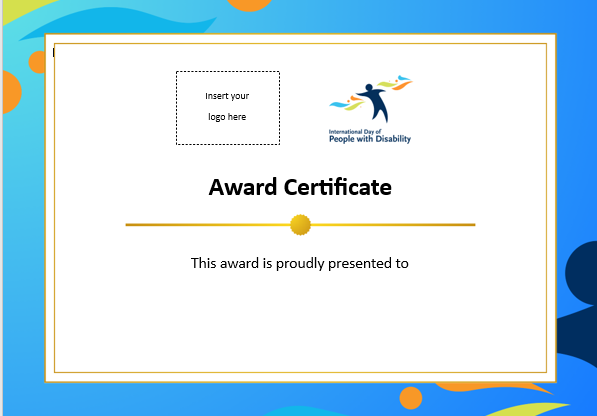 Insert your
logo here
International Day of
People with Disability
Award Certificate
This award is proudly presented to